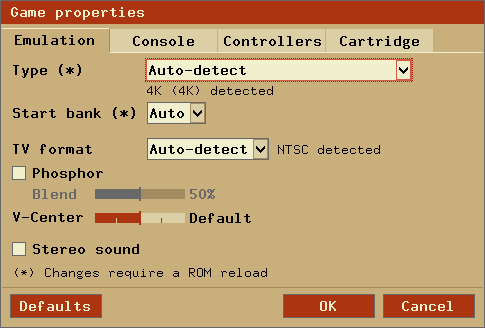 Game properties
Emulation Console Controllers Cartridge
Type (*) Auto-detect
4K (4K) detected
Start bank (*) Auto
TV format Auto-detect NTSC detected
Phosphor
Blend 50%
V-Center Default
Stereo sound
(*) Changes require a ROM reload
Defaults OK Cancel